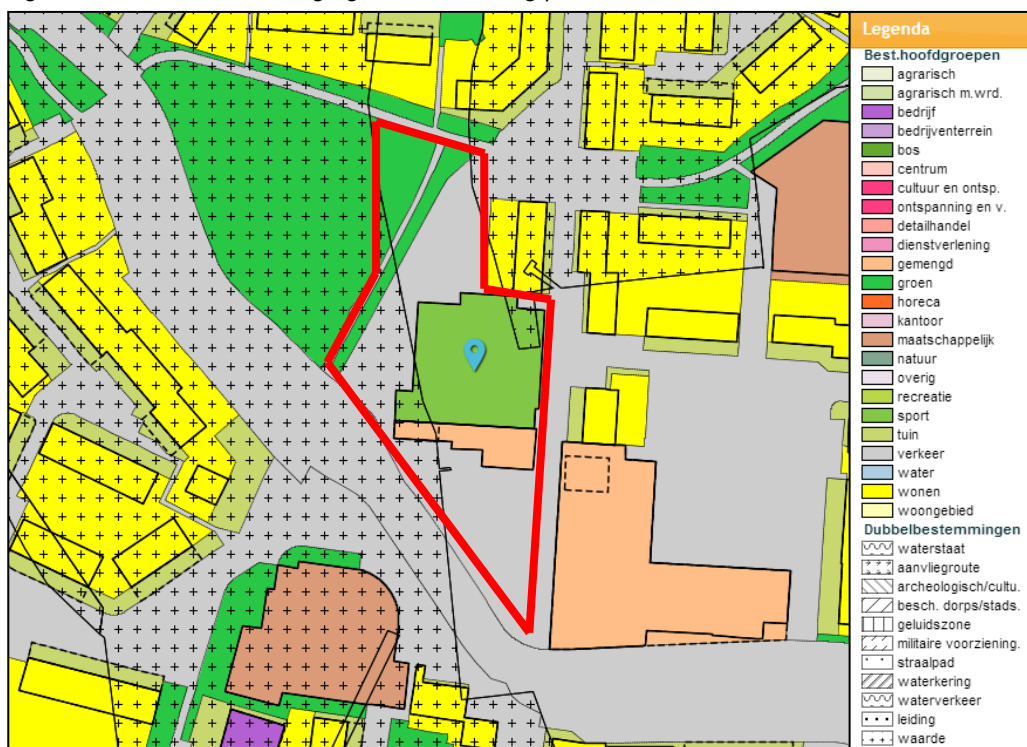 Legenda
Best.hoofdgroepen
agrarisch
agrarisch m.wrd.
bedrijf
bedrijventerrein
bos
centrum
cultuur en ontsp.
ontspanning en v.
detailhandel
dienstverlening
gemengd
groen
horeca
kantoor
maatschappelijk
natuur
overig
recreatie
sport
tuin
verkeer
water
wonen
woongebied
Dubbelbestemmingen
waterstaat
aanvliegroute
archeologisch/cultu.
besch. dorps/stads.
geluidszone
militaire voorziening.
straalpad
waterkering
waterverkeer
leiding
waarde